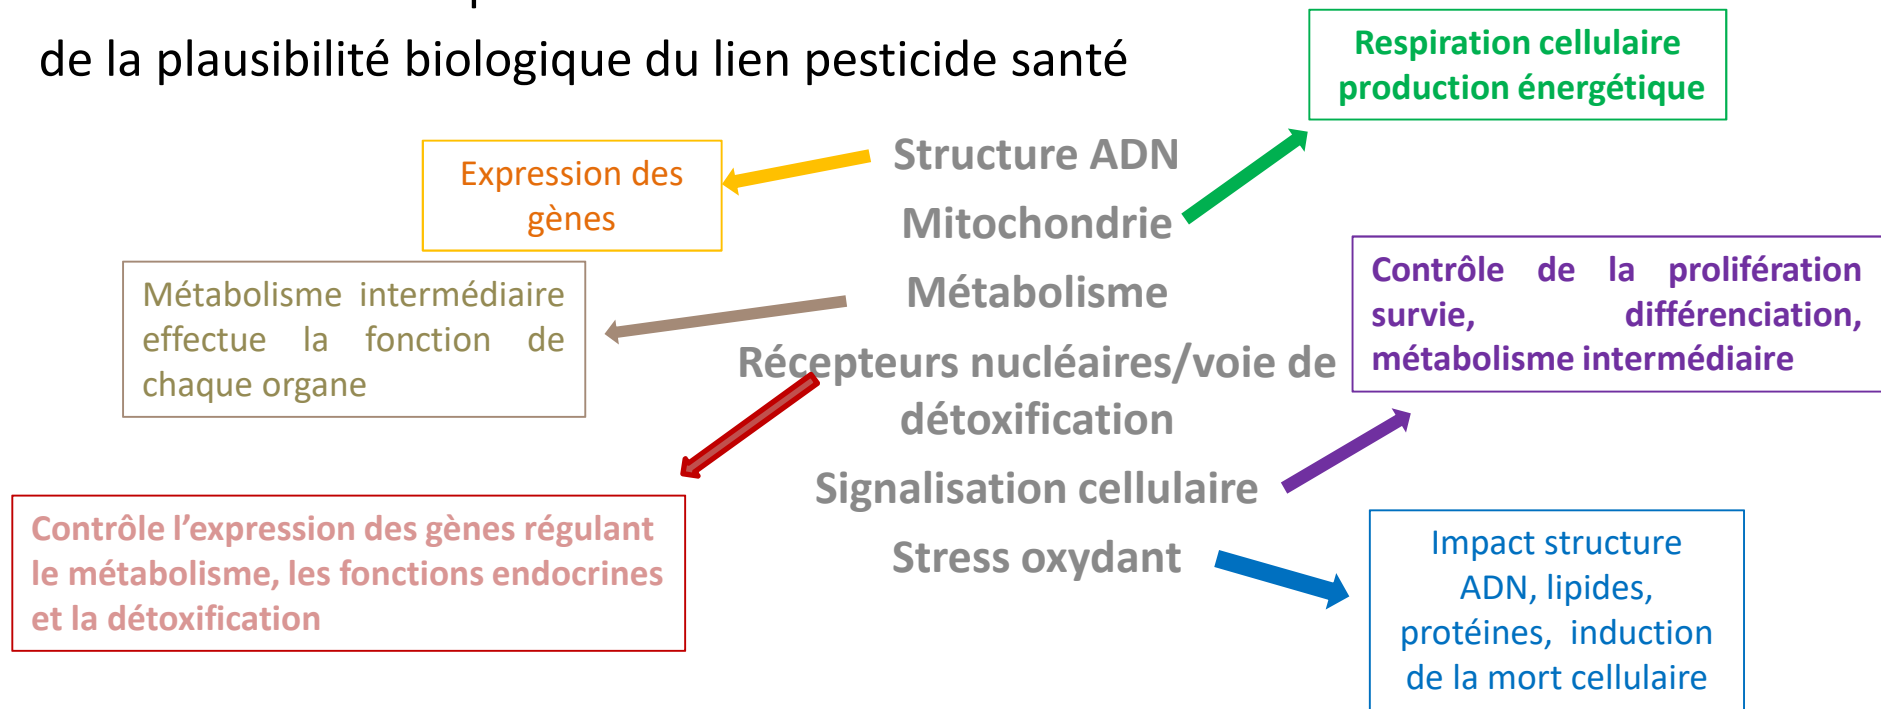 de la plausibilité biologique du lien pesticide santé
Respiration cellulaire
production énergétique
Structure ADN
Expression des
gènes
Mitochondrie
Contrôle de la prolifération
survie, différenciation,
métabolisme intermédiaire
Métabolisme intermédiaire
effectue la fonction de
chaque organe
Métabolisme
Récepteurs nucléaires/voie de
détoxification
Signalisation cellulaire
Contrôle l’expression des gènes régulant
le métabolisme, les fonctions endocrines
et la détoxification
Stress oxydant
Impact structure
ADN, lipides,
protéines, induction
de la mort cellulaire